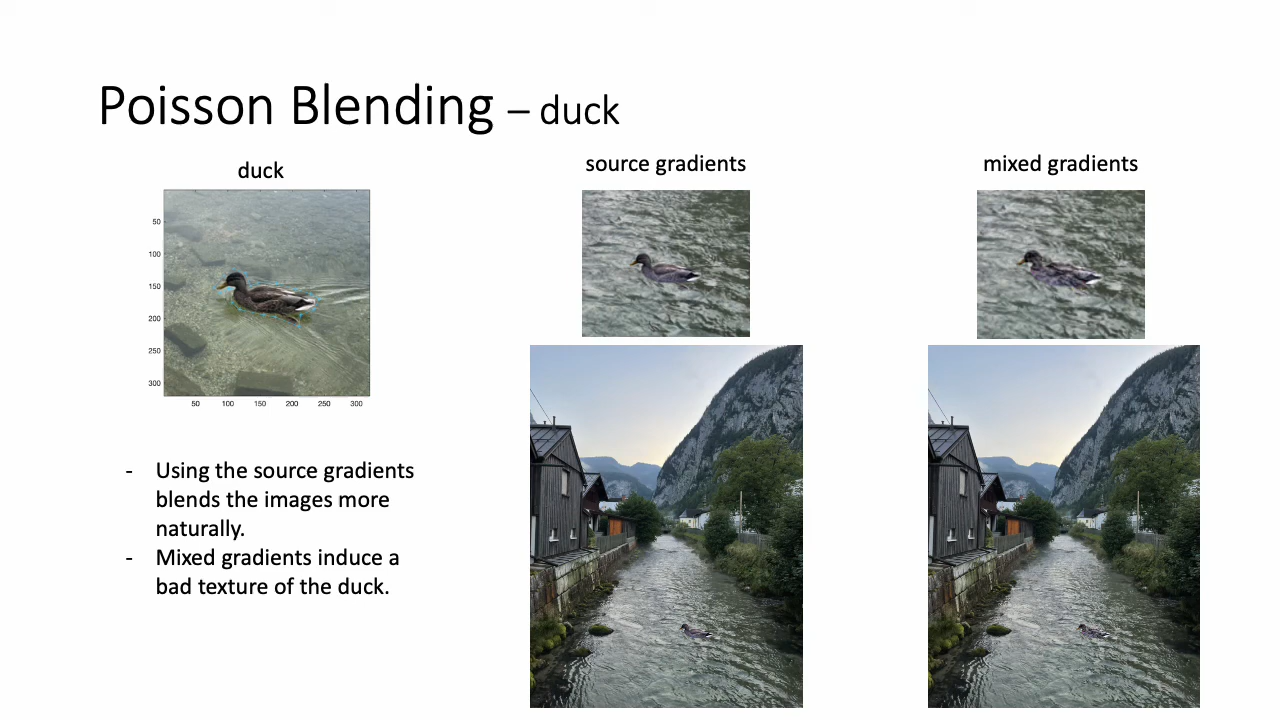 Poisson Blending – duck
duck
source gradients
mixed gradients
50
100
150
200
250
300
50 100 150 200 250 300
- Using the source gradients
blends the images more
naturally.
- Mixed gradients induce a
bad texture of the duck.